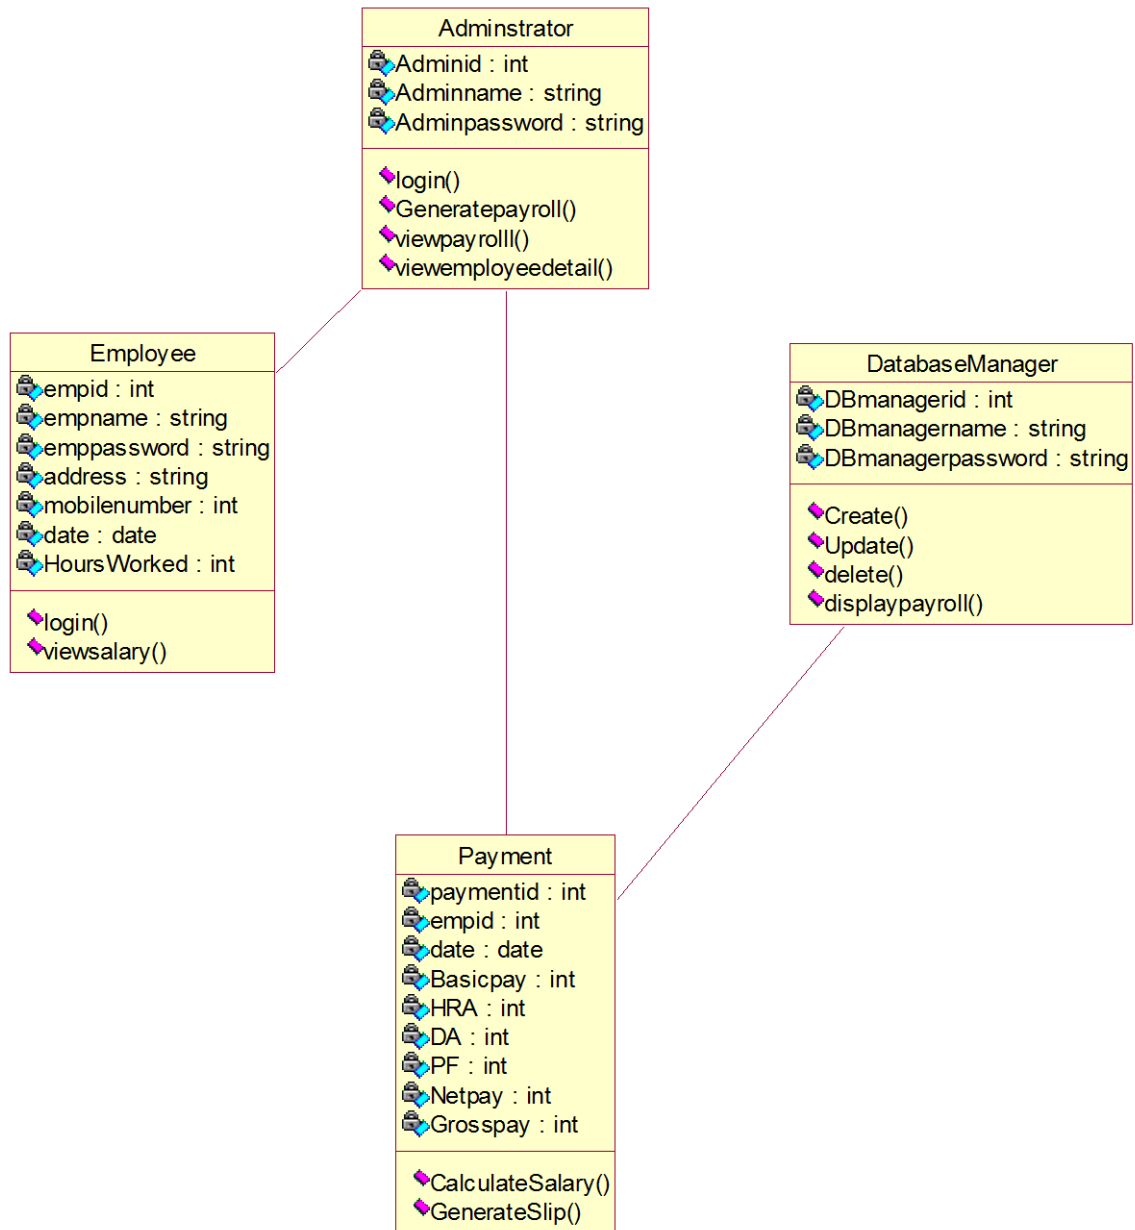 Adminstrator
Adminid : int
Adminname : string
Adminpassword : string
login()
Generatepayroll()
viewpayrolll()
viewemployeedetail()
Employee
empid : int
empname : string
emppassword : string
address : string
mobilenumber : int
date : date
HoursWorked : int
login()
viewsalary()
DatabaseManager
DBmanagerid : int
DBmanagername : string
DBmanagerpassword : string
Create()
Update()
delete()
displaypayroll()
Payment
paymentid : int
empid : int
date : date
Basicpay : int
HRA : int
DA : int
PF : int
Netpay : int
Grosspay : int
CalculateSalary()
GenerateSlip()